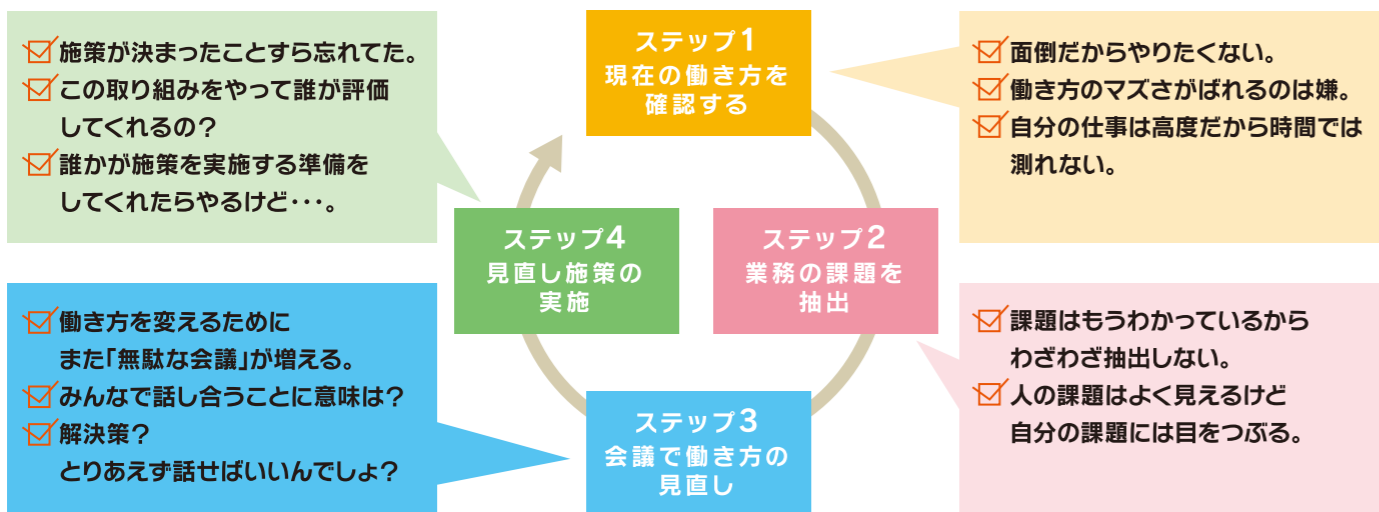 ステップ1
現在の働き方を
確認する
面倒だからやりたくない。
働き方のマズさがばれるのは嫌。
自分の仕事は高度だから時間では
測れない。
ステップ2
業務の課題を
抽出
課題はもうわかっているから
わざわざ抽出しない。
人の課題はよく見えるけど
自分の課題には目をつぶる。
ステップ3
会議で働き方の
見直し
働き方を変えるために
また「無駄な会議」が増える。
みんなで話し合うことに意味は?
解決策?
とりあえず話せばいいんでしょ?
ステップ4
見直し施策の
実施
施策が決まったことすら忘れてた。
この取り組みをやって誰が評価
してくれるの?
誰かが施策を実施する準備を
してくれたらやるけど・・・。